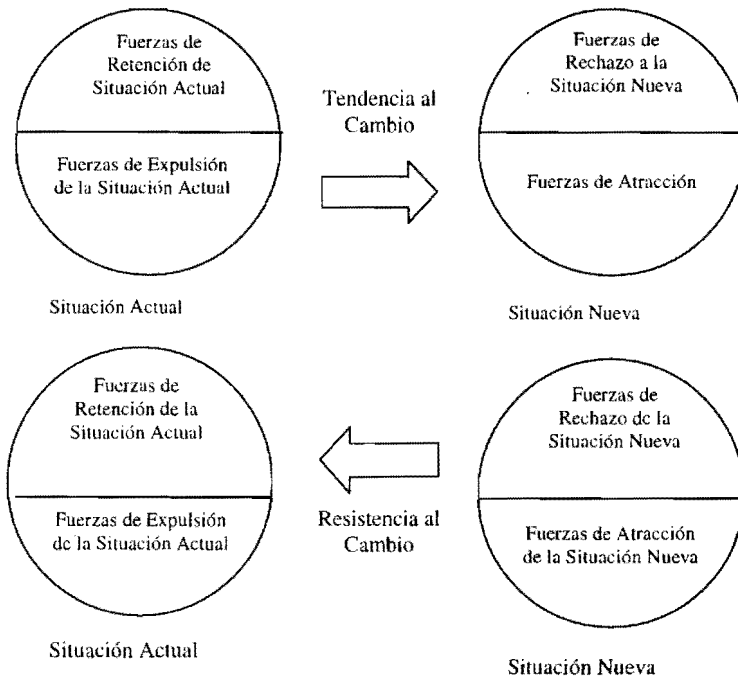 Fuerzas de
Retención de
Situación Actual
Fuerzas de Expulsión
de la Situación Actual
Situación Actual
Tendencia al
Cambio
Fuerzas de
Rechazo a la
Situación Nueva
Fuerzas de Atracción
Situación Nueva
Fuerzas de
Retención de la
Situación Actual
Fuerzas de Expulsión
de la Situación Actual
Situación Actual
Resistencia al
Cambio
Fuerzas de
Rechazo de la
Situación Nueva
Fuerzas de Atracción
de la Situación Nueva
Situación Nueva